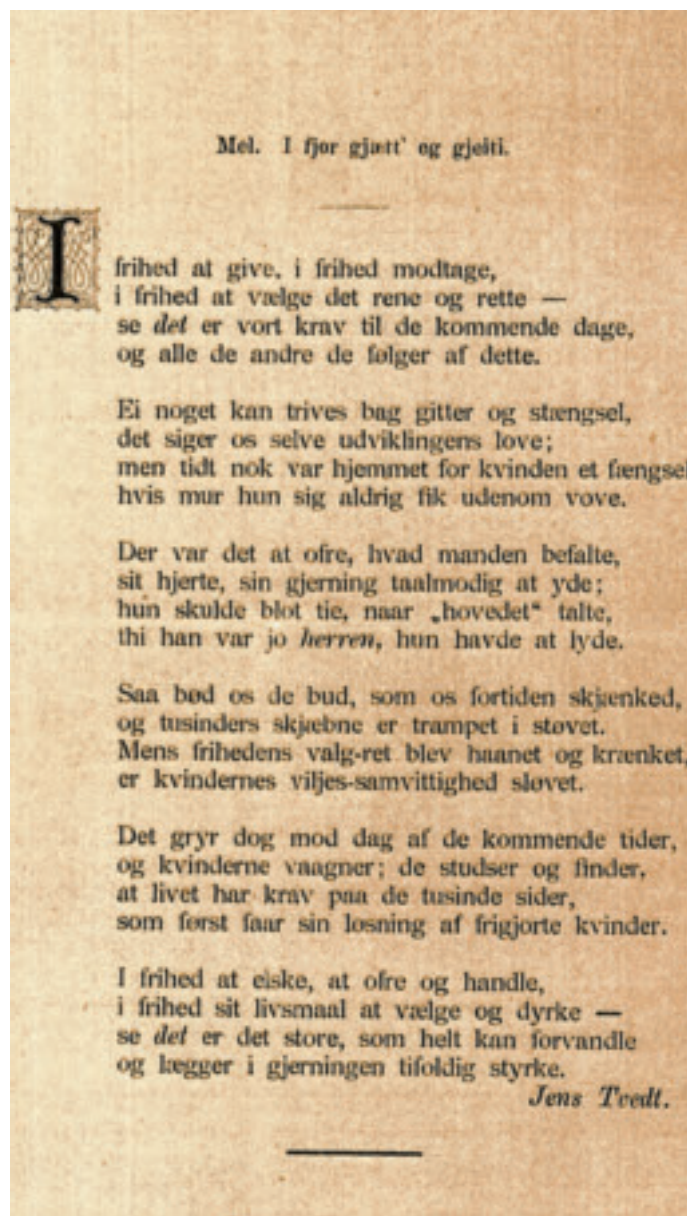 Mel. I fjor gjætt' og gjeiti.
I frihed at give, i frihed modtage,
i frihed at vælge det rene og rette —
se det er vort krav til de kommende dage,
og alle de andre de følger af dette.
Ei noget kan trives bag gitter og stængsel,
det siger os selve udviklingens love;
men tidt nok var hjemmet for kvinden et fængsel
hvis mur hun sig aldrig fik udenom vove.
Der var det at ofre, hvad manden befalte,
sit hjerte, sin gjerning taalmodig at yde;
hun skulde blot tie, naar „hovedet“ talte,
thi han var jo herren, hun havde at lyde.
Saa bød os de bud, som os fortiden skjænked,
og tusinders skjæbne er trampet i støvet.
Mens frihedens valg-ret blev haanet og krænket,
er kvindernes viljes-samvittighed sløvet.
Det gryr dog mod dag af de kommende tider,
og kvinderne vaagner; de studser og finder,
at livet har krav paa de tusinde sider,
som først faar sin løsning af frigjorte kvinder.
I frihed at elske, at ofre og handle,
i frihed sit livsmaal at vælge og dyrke —
se det er det store, som helt kan forvandle
og lægger i gjerningen tifoldig styrke.
Jens Tvedt.